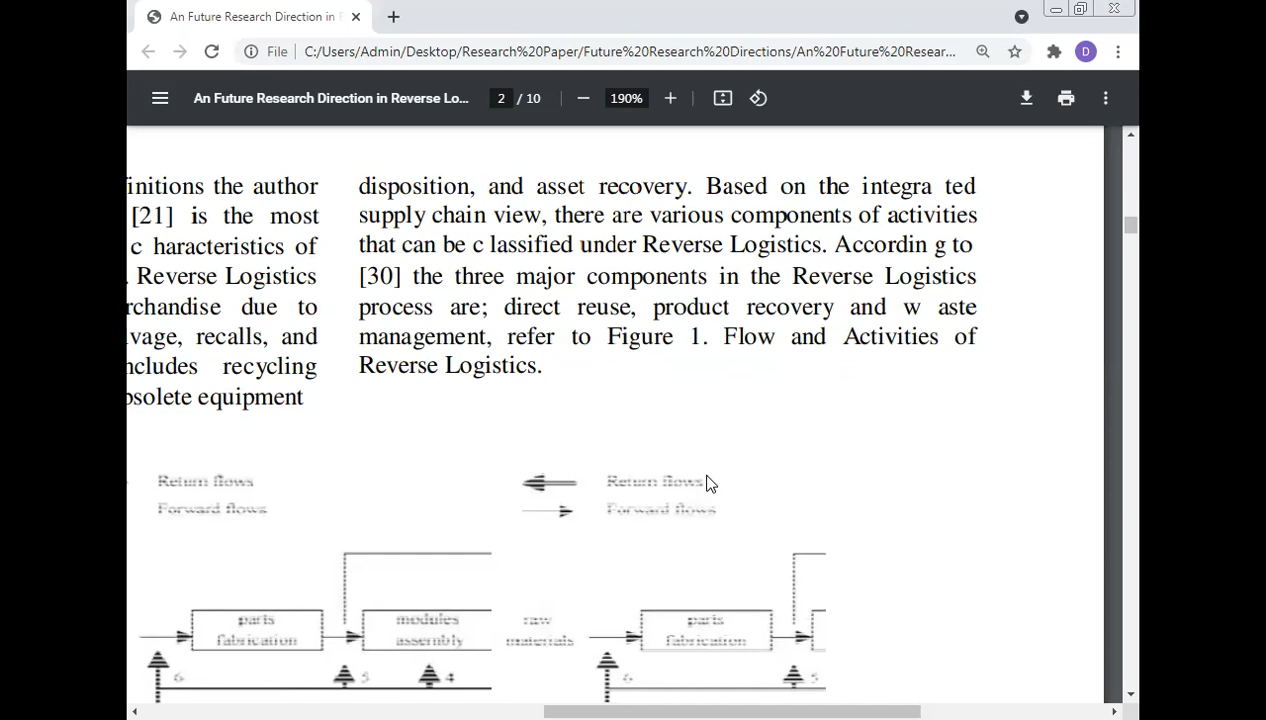 An Future Research Direction in
File C:/Users/Admin/Desktop/Research%20Paper/Future%20Research%20Directions/An%20Future%20Resear...
D
An Future Research Direction in Reverse Lo...
2 / 10
190%
initions the author
[21] is the most
c haracteristics of
. Reverse Logistics
rchandise due to
vage, recalls, and
ncludes recycling
bsolete equipment
disposition, and asset recovery. Based on the integra ted
supply chain view, there are various components of activities
that can be c lassified under Reverse Logistics. Accordin g to
[30] the three major components in the Reverse Logistics
process are; direct reuse, product recovery and w aste
management, refer to Figure 1. Flow and Activities of
Reverse Logistics.
Return flows
Forward flows
Return flows
Forward flows
parts
fabrication
modules
assembly
raw
materials
parts
fabrication
6
5
4
6
5